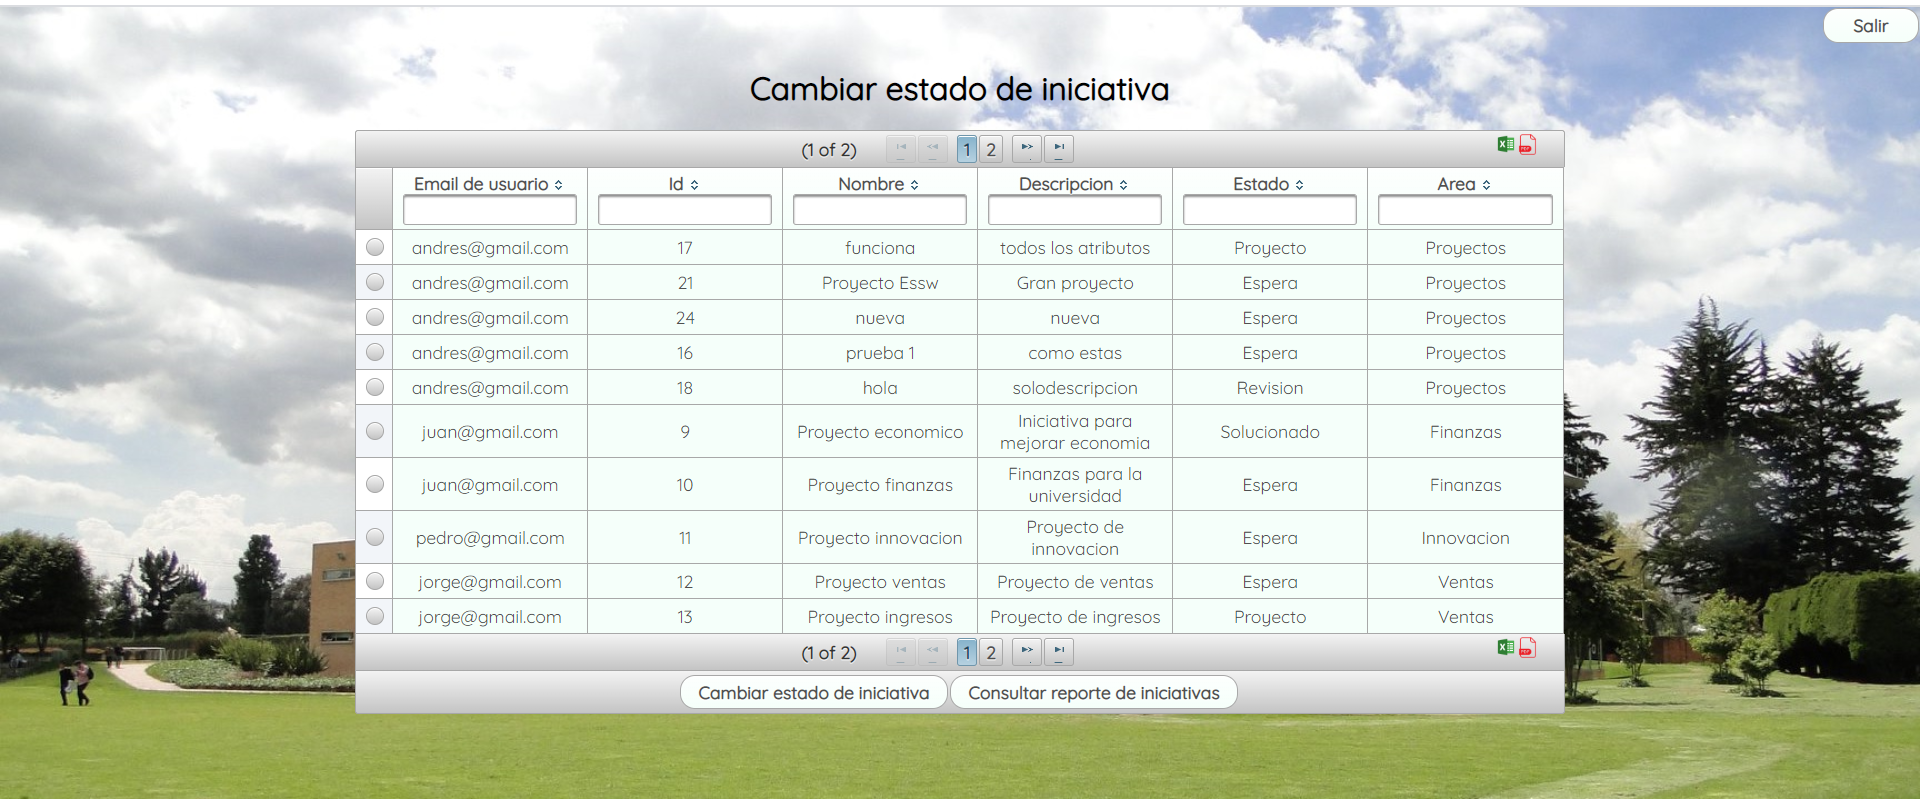 Salir
Cambiar estado de iniciativa
(1 of 2) 1 2
Email de usuario Id Nombre Descripcion Estado Area
andres@gmail.com 17 funciona todos los atributos Proyecto Proyectos
andres@gmail.com 21 Proyecto Essw Gran proyecto Espera Proyectos
andres@gmail.com 24 nueva nueva Espera Proyectos
andres@gmail.com 16 prueba 1 como estas Espera Proyectos
andres@gmail.com 18 hola solodescripcion Revision Proyectos
juan@gmail.com 9 Proyecto economico Iniciativa para
mejorar economia Solucionado Finanzas
juan@gmail.com 10 Proyecto finanzas Finanzas para la
universidad Espera Finanzas
pedro@gmail.com 11 Proyecto innovacion Proyecto de
innovacion Espera Innovacion
jorge@gmail.com 12 Proyecto ventas Proyecto de ventas Espera Ventas
jorge@gmail.com 13 Proyecto ingresos Proyecto de ingresos Proyecto Ventas
(1 of 2) 1 2
Cambiar estado de iniciativa Consultar reporte de iniciativas